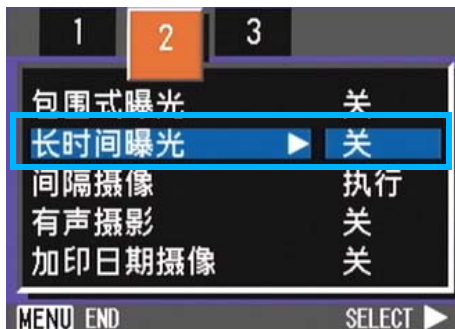 1 2 3
包围式曝光 关
长时间曝光 ▶ 关
间隔摄像 执行
有声摄影 关
加印日期摄像 关
MENU END SELECT ▶